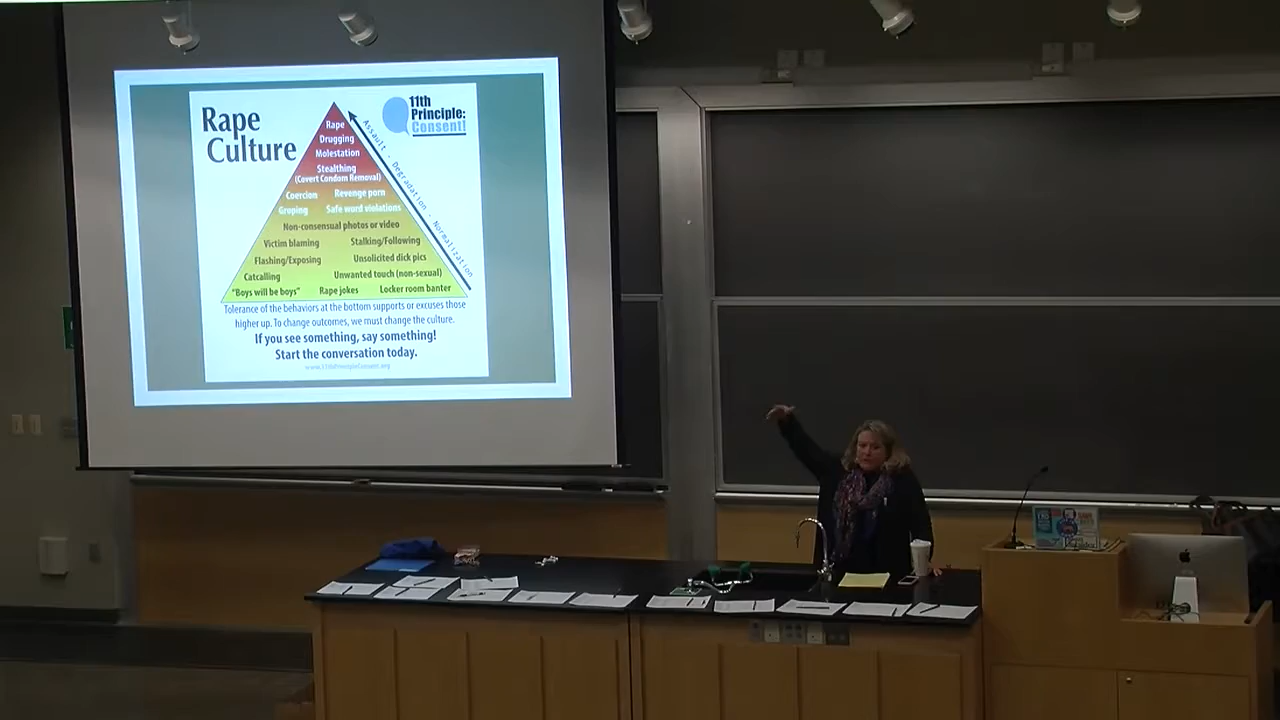 Rape
Culture
11th
Principle:
Consent!
Assault - Degradation - Normalization
Rape
Drugging
Molestation
Stealthing
(Covert Condom Removal)
Coercion Revenge porn
Groping Safe word violations
Non-consensual photos or video
Victim blaming Stalking/Following
Flashing/Exposing Unsolicited dick pics
Catcalling Unwanted touch (non-sexual)
"Boys will be boys" Rape jokes Locker room banter
Tolerance of the behaviors at the bottom supports or excuses those
higher up. To change outcomes, we must change the culture.
If you see something, say something!
Start the conversation today.
www.11thPrincipleConsent.org